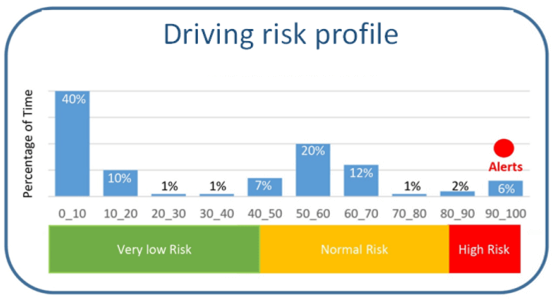 Driving risk profile
Percentage of Time
40%
10%
1%
1%
7%
20%
12%
1%
2%
6%
Alerts
0_10 10_20 20_30 30_40 40_50 50_60 60_70 70_80 80_90 90_100
Very low Risk Normal Risk High Risk